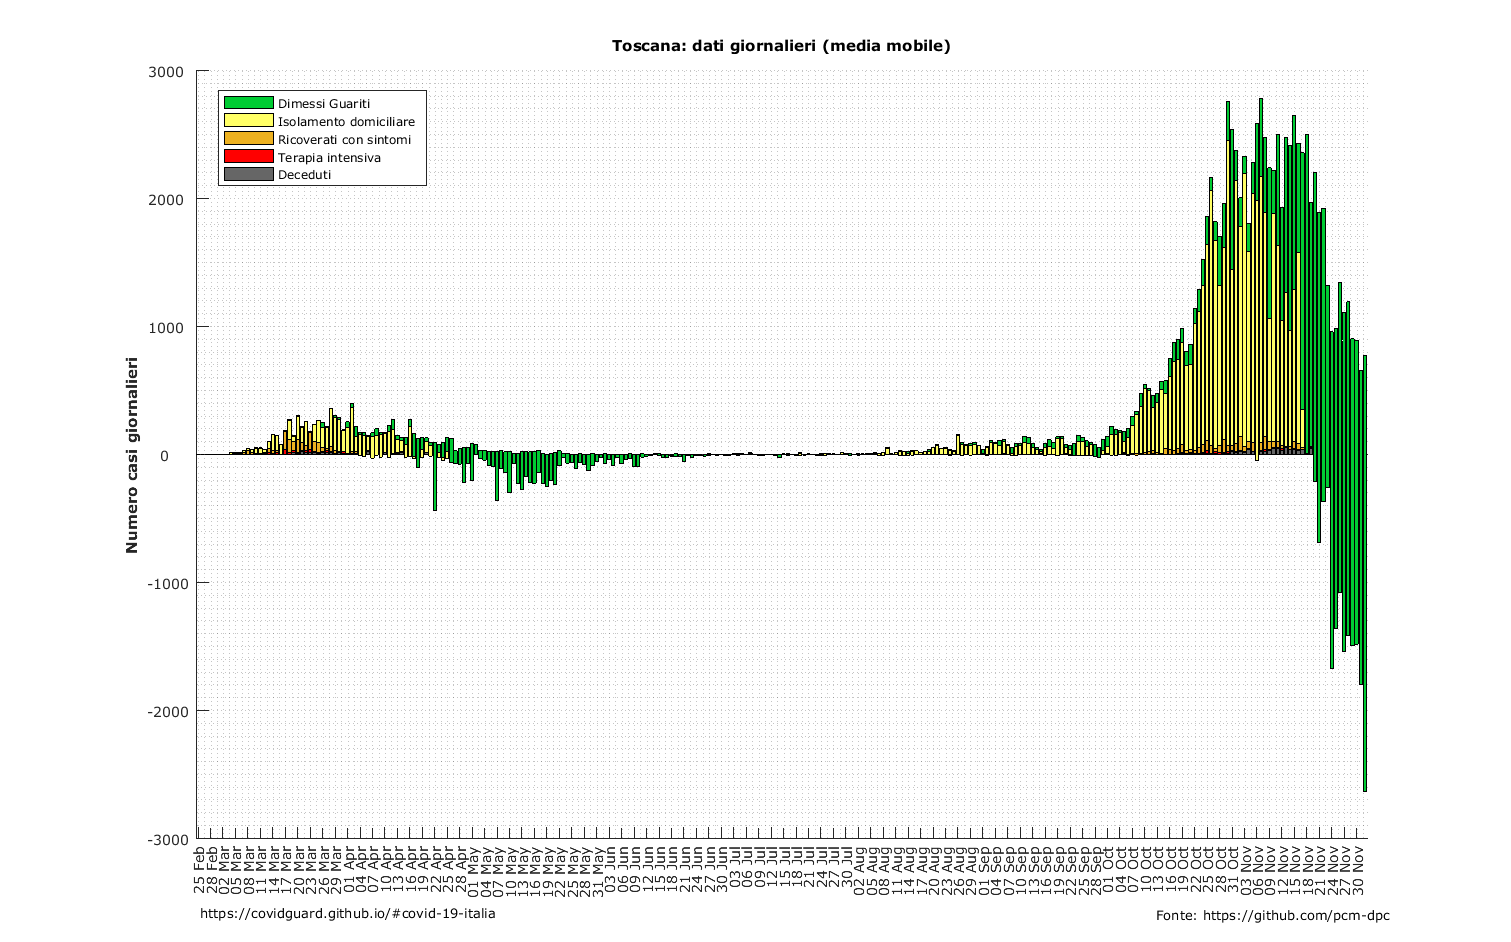 Toscana: dati giornalieri (media mobile)
3000
2000
1000
0
-1000
-2000
-3000
Numero casi giornalieri
Dimessi Guariti
Isolamento domiciliare
Ricoverati con sintomi
Terapia intensiva
Deceduti
25 Feb
28 Feb
02 Mar
05 Mar
08 Mar
11 Mar
14 Mar
17 Mar
20 Mar
23 Mar
26 Mar
29 Mar
01 Apr
04 Apr
07 Apr
10 Apr
13 Apr
16 Apr
19 Apr
22 Apr
25 Apr
28 Apr
01 May
04 May
07 May
10 May
13 May
16 May
19 May
22 May
25 May
28 May
31 May
03 Jun
06 Jun
09 Jun
12 Jun
15 Jun
18 Jun
21 Jun
24 Jun
27 Jun
30 Jun
03 Jul
06 Jul
09 Jul
12 Jul
15 Jul
18 Jul
21 Jul
24 Jul
27 Jul
30 Jul
02 Aug
05 Aug
08 Aug
11 Aug
14 Aug
17 Aug
20 Aug
23 Aug
26 Aug
29 Aug
01 Sep
04 Sep
07 Sep
10 Sep
13 Sep
16 Sep
19 Sep
22 Sep
25 Sep
28 Sep
01 Oct
04 Oct
07 Oct
10 Oct
13 Oct
16 Oct
19 Oct
22 Oct
25 Oct
28 Oct
31 Oct
03 Nov
06 Nov
09 Nov
12 Nov
15 Nov
18 Nov
21 Nov
24 Nov
27 Nov
30 Nov
https://covidguard.github.io/#covid-19-italia
Fonte: https://github.com/pcm-dpc